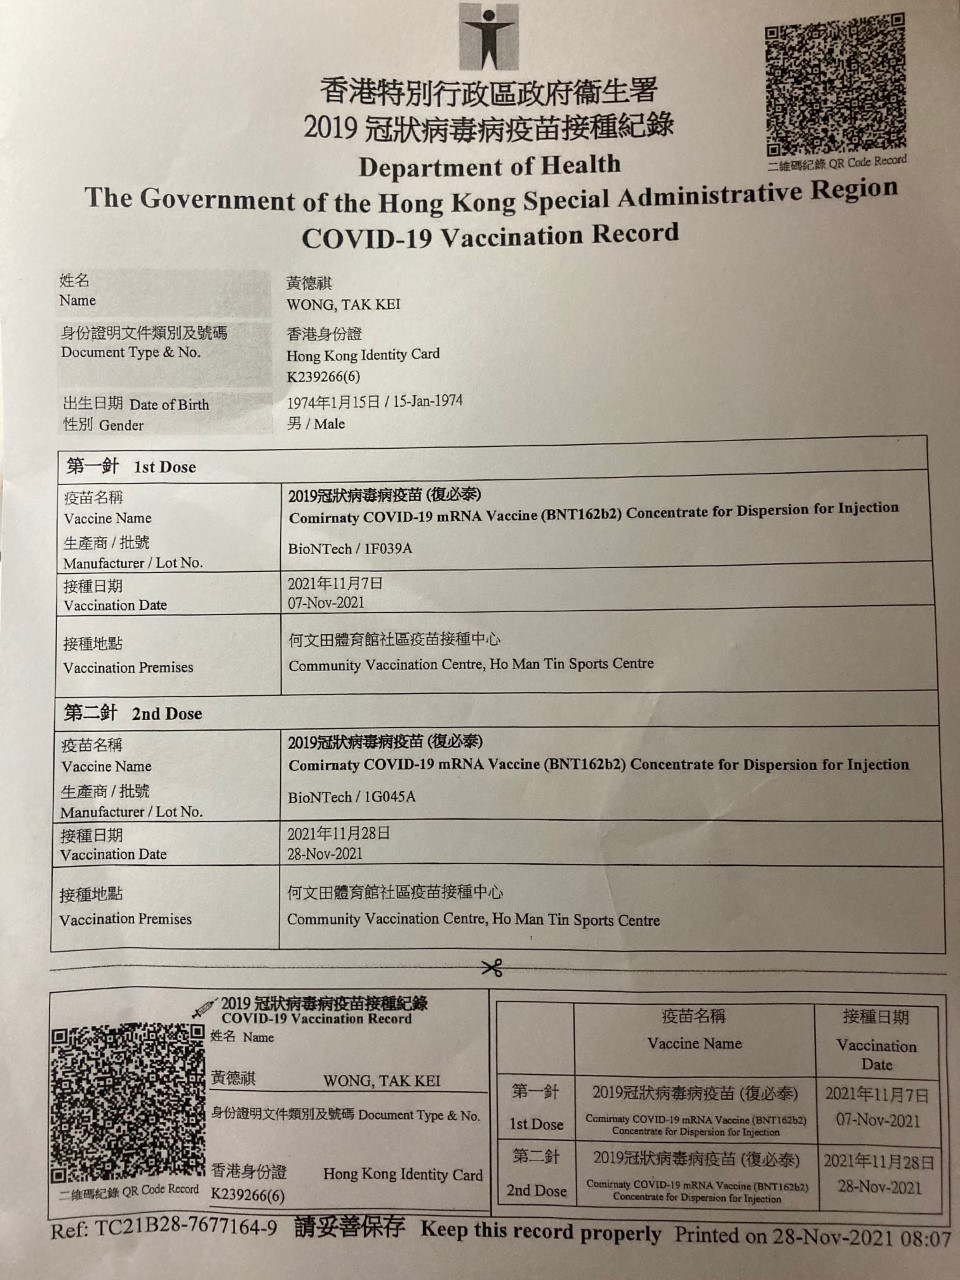 香港特別行政區政府衞生署
2019 冠狀病毒病疫苗接種紀錄
Department of Health
The Government of the Hong Kong Special Administrative Region
COVID-19 Vaccination Record
二維碼紀錄 QR Code Record
姓名
Name
黃德祺
WONG, TAK KEI
身份證明文件類別及號碼
Document Type & No.
香港身份證
Hong Kong Identity Card
K239266(6)
出生日期 Date of Birth
1974年1月15日 / 15-Jan-1974
性別 Gender
男 / Male
第一針 1st Dose
疫苗名稱
Vaccine Name
2019冠狀病毒病疫苗 (復必泰)
Comirnaty COVID-19 mRNA Vaccine (BNT162b2) Concentrate for Dispersion for Injection
生產商 / 批號
Manufacturer / Lot No.
BioNTech / 1F039A
接種日期
Vaccination Date
2021年11月7日
07-Nov-2021
接種地點
Vaccination Premises
何文田體育館社區疫苗接種中心
Community Vaccination Centre, Ho Man Tin Sports Centre
第二針 2nd Dose
疫苗名稱
Vaccine Name
2019冠狀病毒病疫苗 (復必泰)
Comirnaty COVID-19 mRNA Vaccine (BNT162b2) Concentrate for Dispersion for Injection
生產商 / 批號
Manufacturer / Lot No.
BioNTech / 1G045A
接種日期
Vaccination Date
2021年11月28日
28-Nov-2021
接種地點
Vaccination Premises
何文田體育館社區疫苗接種中心
Community Vaccination Centre, Ho Man Tin Sports Centre
2019 冠狀病毒病疫苗接種紀錄
COVID-19 Vaccination Record
姓名 Name
黃德祺 WONG, TAK KEI
身份證明文件類別及號碼 Document Type & No.
香港身份證 Hong Kong Identity Card
K239266(6)
二維碼紀錄 QR Code Record
疫苗名稱
Vaccine Name
接種日期
Vaccination
Date
第一針
1st Dose
2019冠狀病毒病疫苗 (復必泰)
Comirnaty COVID-19 mRNA Vaccine (BNT162b2)
Concentrate for Dispersion for Injection
2021年11月7日
07-Nov-2021
第二針
2nd Dose
2019冠狀病毒病疫苗 (復必泰)
Comirnaty COVID-19 mRNA Vaccine (BNT162b2)
Concentrate for Dispersion for Injection
2021年11月28日
28-Nov-2021
Ref: TC21B28-7677164-9 請妥善保存 Keep this record properly Printed on 28-Nov-2021 08:07